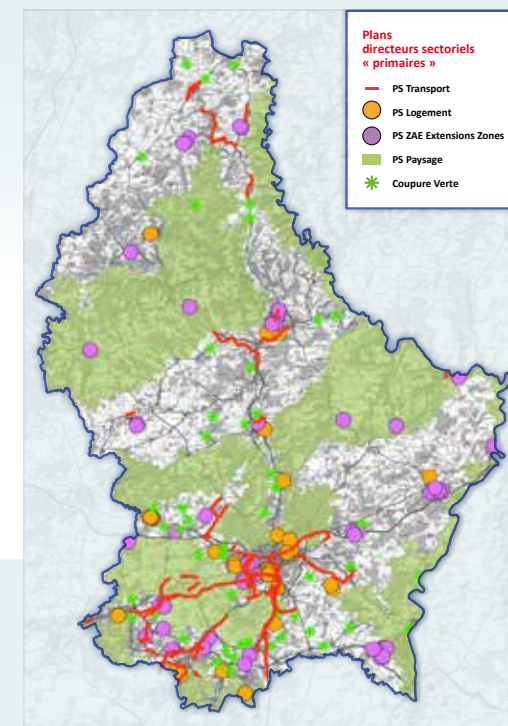 Plans
directeurs sectoriels
« primaires »
PS Transport
PS Logement
PS ZAE Extensions Zones
PS Paysage
Coupure Verte